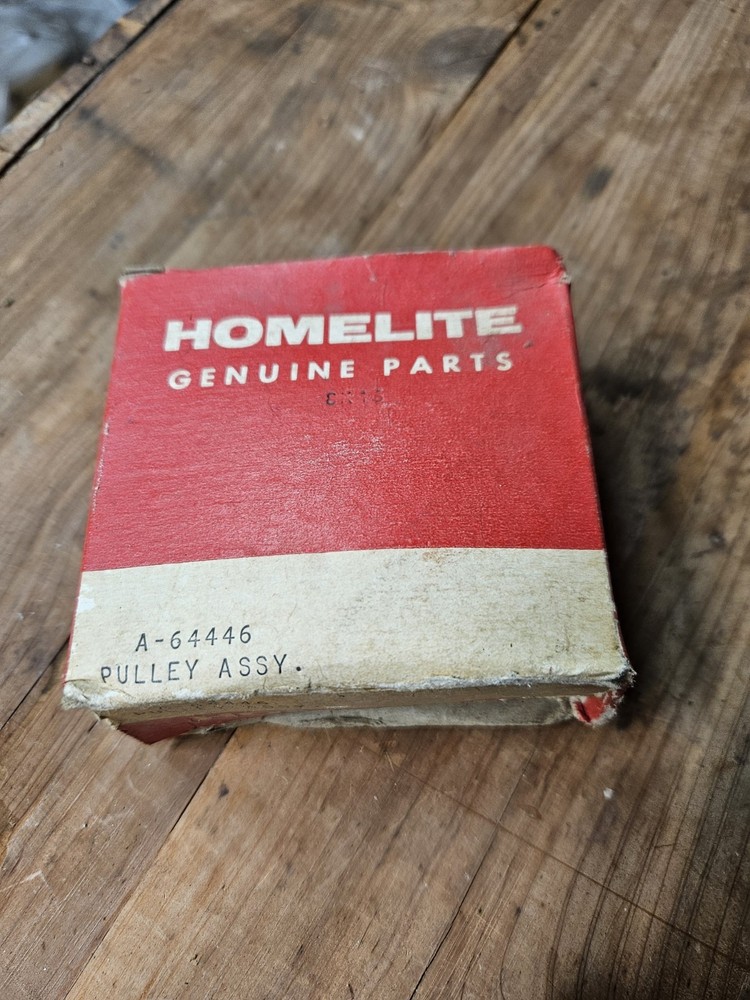 HOMELITE
GENUINE PARTS
A-64446
PULLEY ASSY.